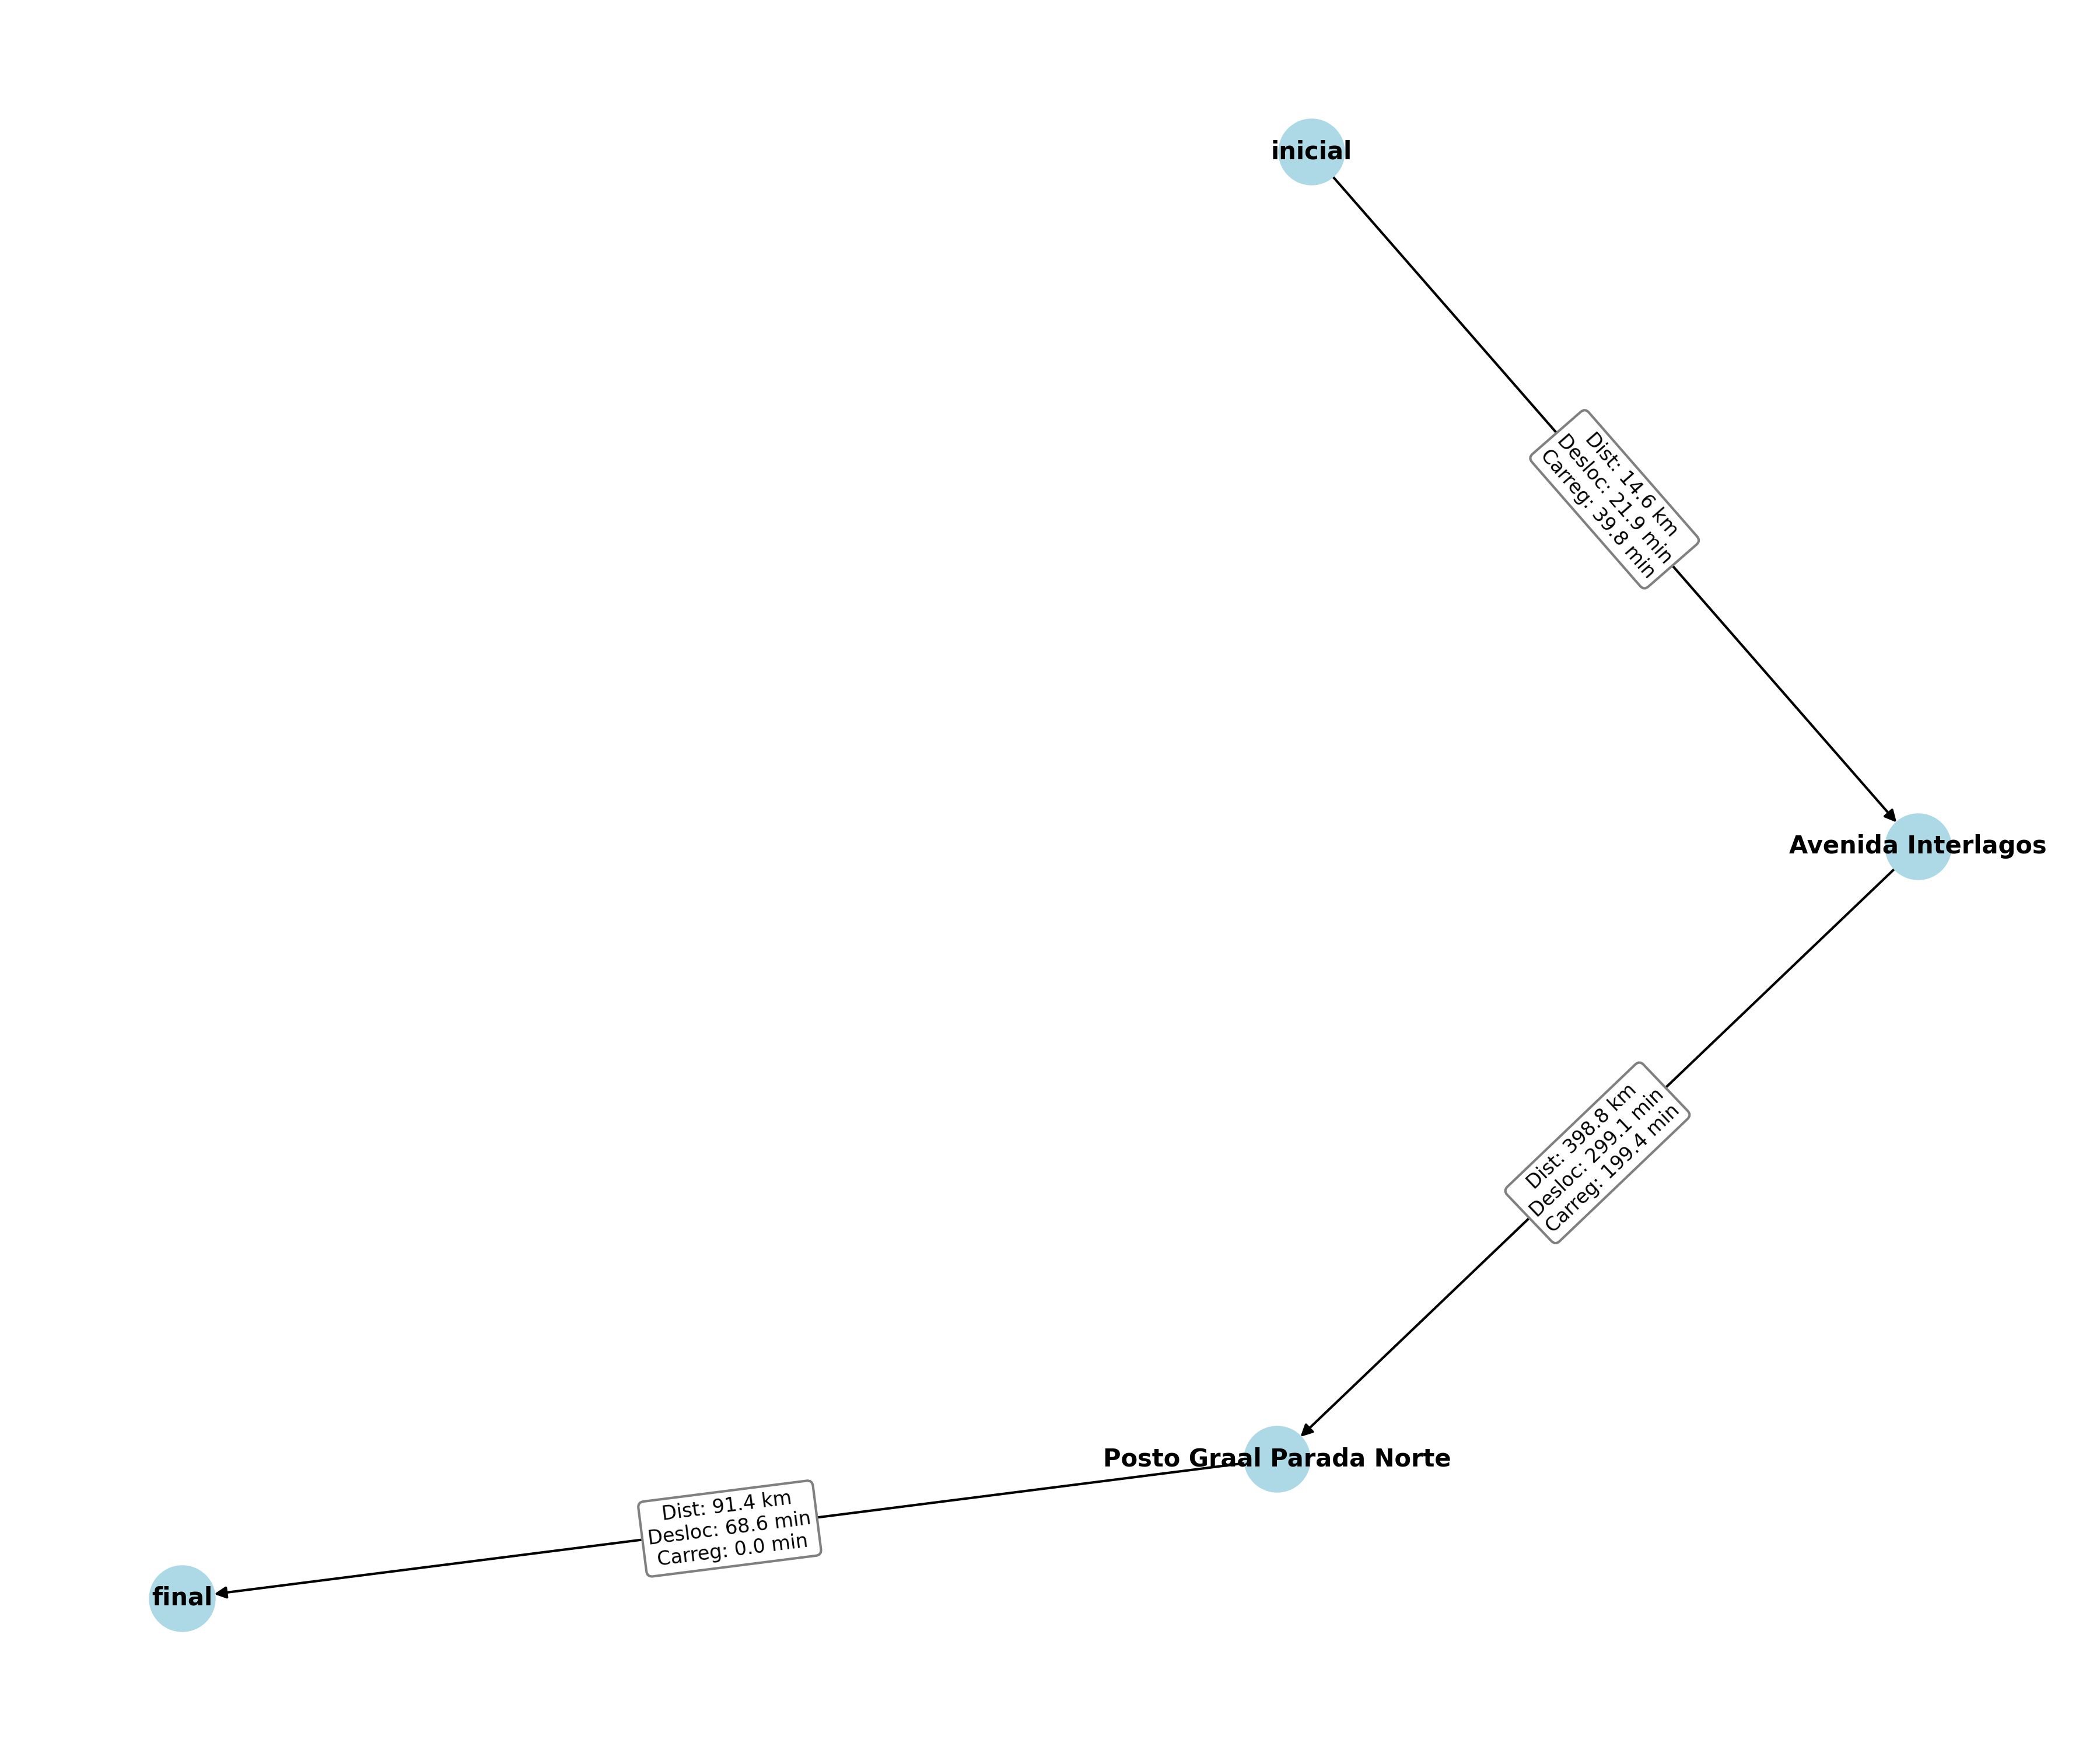 inicial
Dist: 14.6 km
Desloc: 21.9 min
Carreg: 39.8 min
Avenida Interlagos
Dist: 398.8 km
Desloc: 299.1 min
Carreg: 199.4 min
Posto Graal Parada Norte
Dist: 91.4 km
Desloc: 68.6 min
Carreg: 0.0 min
final